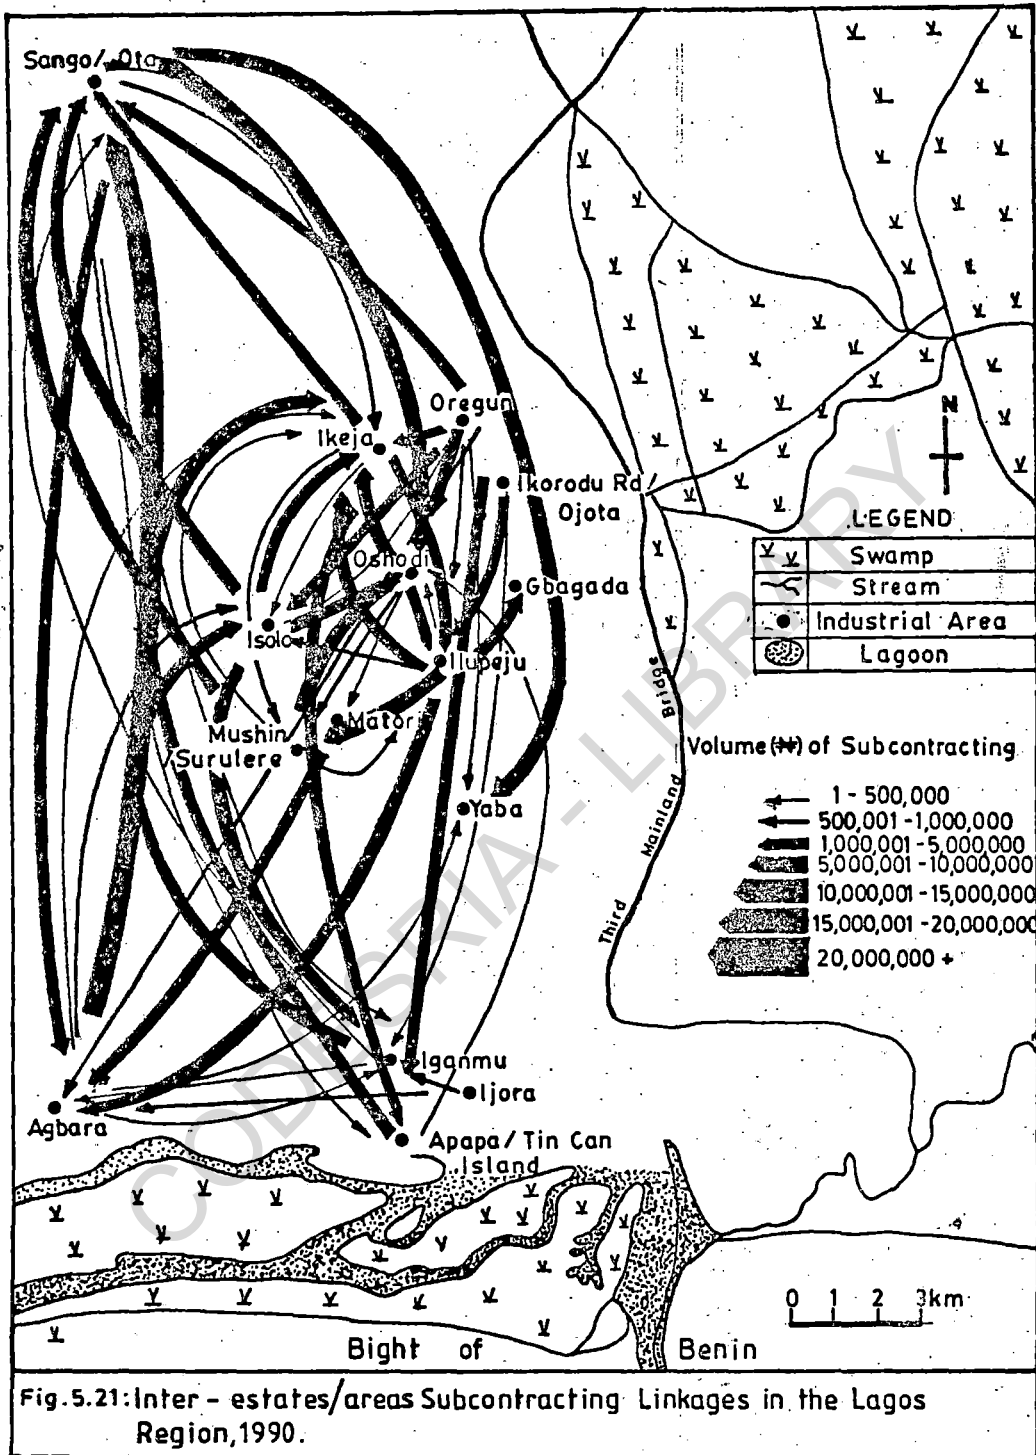 Sango/ Ota
Oregun
Ikeja
Ikorodu Rd/
Ojota
Oshodi
Gbagada
Isolo
Ilupeju
Mator
Mushin
/Surulere
Yaba
Iganmu
Ijora
Agbara
Apapa/Tin Can
Island
Third Mainland Bridge
N
LEGEND
Swamp
Stream
Industrial Area
Lagoon
Volume(₦) of Subcontracting
1 - 500,000
500,001 -1,000,000
1,000,001 -5,000,000
5,000,001 -10,000,000
10,000,001 -15,000,000
15,000,001 -20,000,000
20,000,000 +
0 1 2 3km
Bight of Benin
Fig.5.21:Inter - estates/areas Subcontracting Linkages in the Lagos
Region,1990.
CODESRIA - LIBRARY